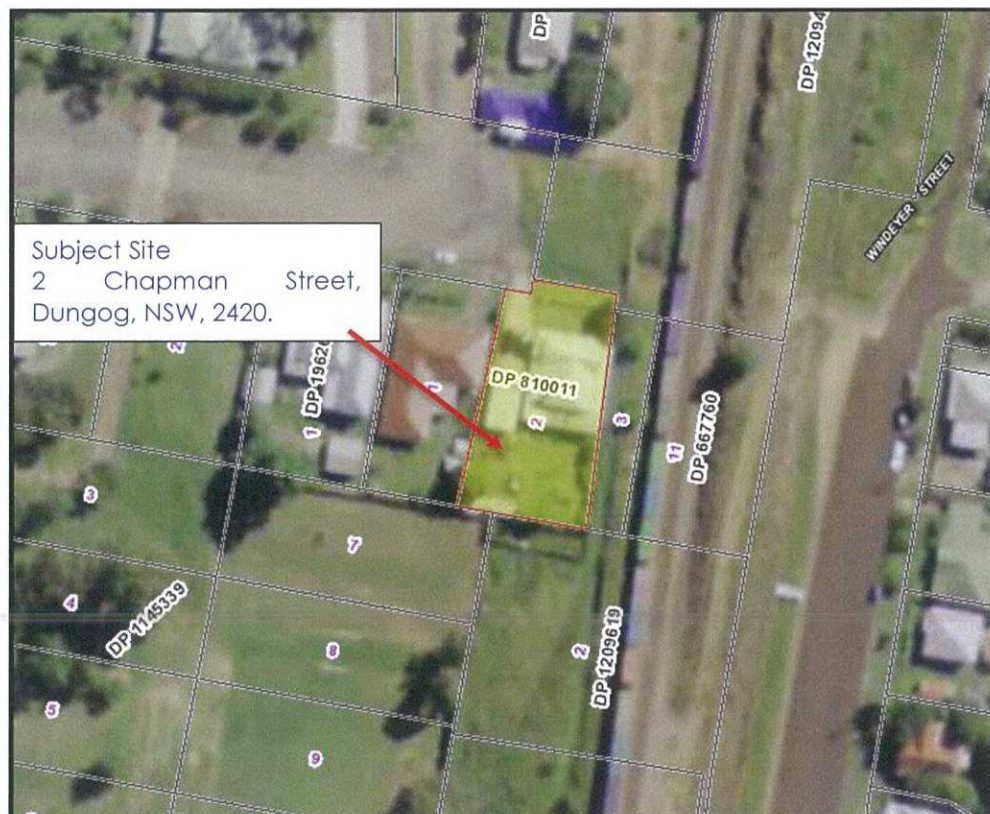 DP
DP 12094
WINDEYER STREET
Subject Site
2 Chapman Street,
Dungog, NSW, 2420.
2
DP 1962
1
1
DP 810011
2
3
11
DP 667760
3
7
4
DP 1145339
8
2
DP 1209619
5
9